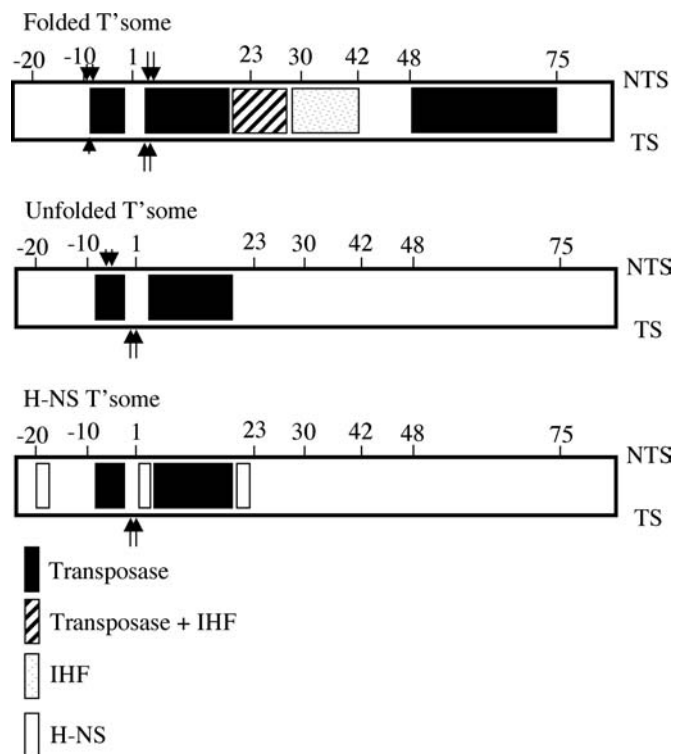 Folded T'some
-20 -10 1 23 30 42 48 75
NTS
TS
Unfolded T'some
-20 -10 1 23 30 42 48 75
NTS
TS
H-NS T'some
-20 -10 1 23 30 42 48 75
NTS
TS
Transposase
Transposase + IHF
IHF
H-NS